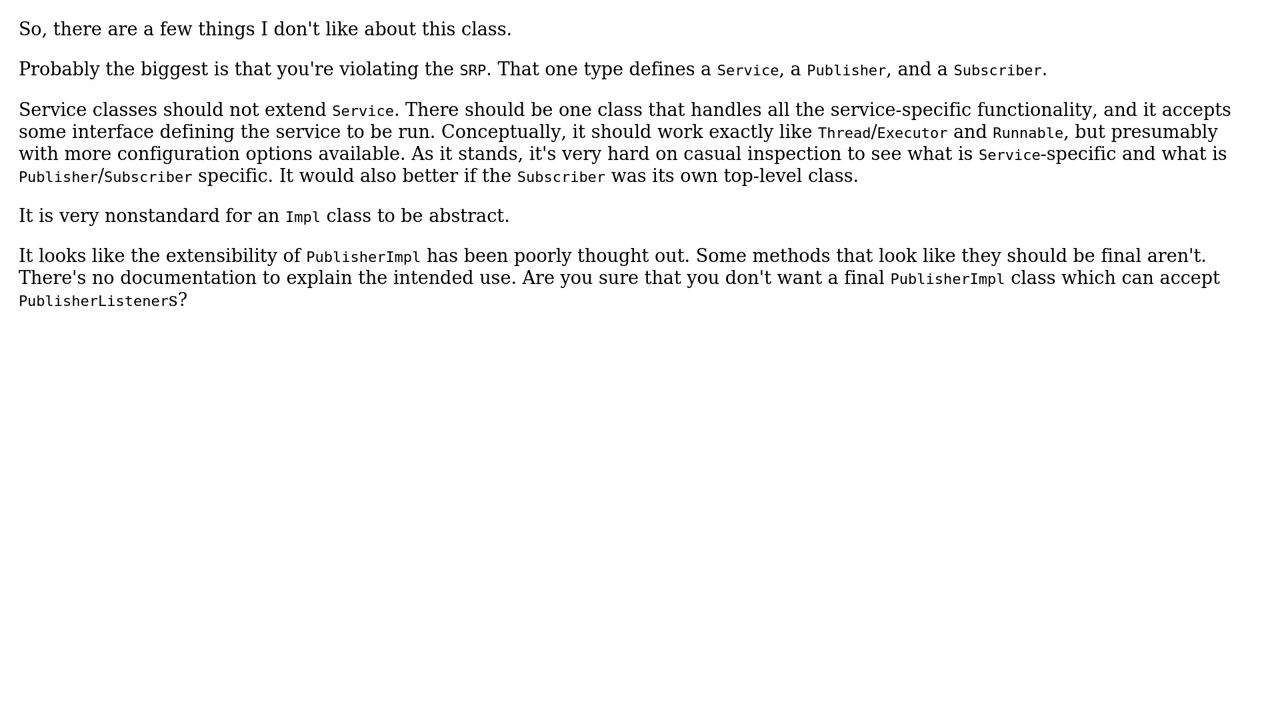 So, there are a few things I don't like about this class.
Probably the biggest is that you're violating the SRP. That one type defines a Service, a Publisher, and a Subscriber.
Service classes should not extend Service. There should be one class that handles all the service-specific functionality, and it accepts
some interface defining the service to be run. Conceptually, it should work exactly like Thread/Executor and Runnable, but presumably
with more configuration options available. As it stands, it's very hard on casual inspection to see what is Service-specific and what is
Publisher/Subscriber specific. It would also better if the Subscriber was its own top-level class.
It is very nonstandard for an Impl class to be abstract.
It looks like the extensibility of PublisherImpl has been poorly thought out. Some methods that look like they should be final aren't.
There's no documentation to explain the intended use. Are you sure that you don't want a final PublisherImpl class which can accept
PublisherListeners?